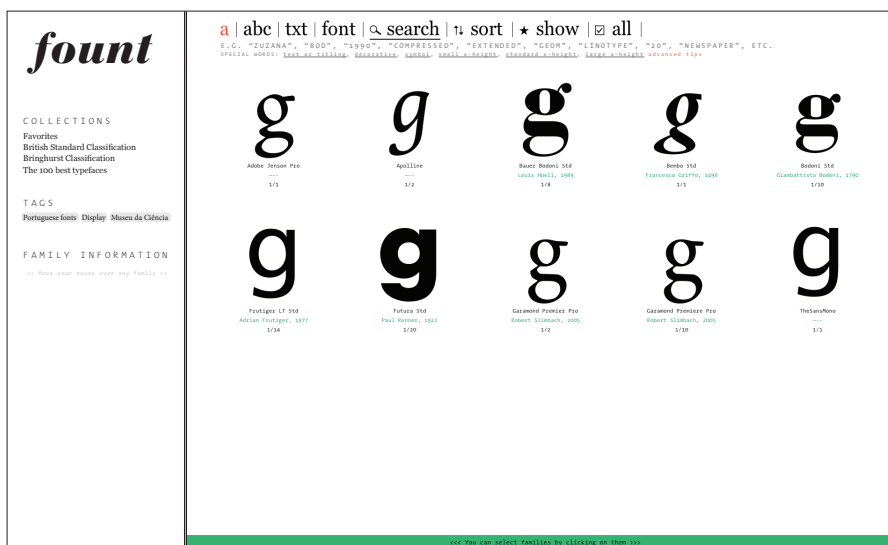 fount
COLLECTIONS
Favorites
British Standard Classification
Bringhurst Classification
The 100 best typefaces
TAGS
Portuguese fonts Display Museu da Ciência
FAMILY INFORMATION
<< Move your mouse over any family >>
a | abc | txt | font | search | ↑↓ sort | ★ show | ☑ all |
E.G. “ZUZANA”, “BOD”, “1990”, “COMPRESSED”, “EXTENDED”, “GEOM”, “LINOTYPE”, “20”, “NEWSPAPER”, ETC.
SPECIAL WORDS: text or titling, decorative, symbol, small x-height, standard x-height, large x-height advanced tips
g g g g g
Adobe Jenson Pro Apolline Bauer Bodoni Std Bembo Std Bodoni Std
---- ---- Louis Hoell, 1989 Francesco Griffo, 1496 Giambattista Bodoni, 1790
1/1 1/2 1/8 1/1 1/10
g g g g g
Frutiger LT Std Futura Std Garamond Premier Pro Garamond Premiere Pro TheSansMono
Adrian Frutiger, 1977 Paul Renner, 1922 Robert Slimbach, 2005 Robert Slimbach, 2005 ----
1/14 1/20 1/2 1/10 1/1
<<< You can select families by clicking on them >>>